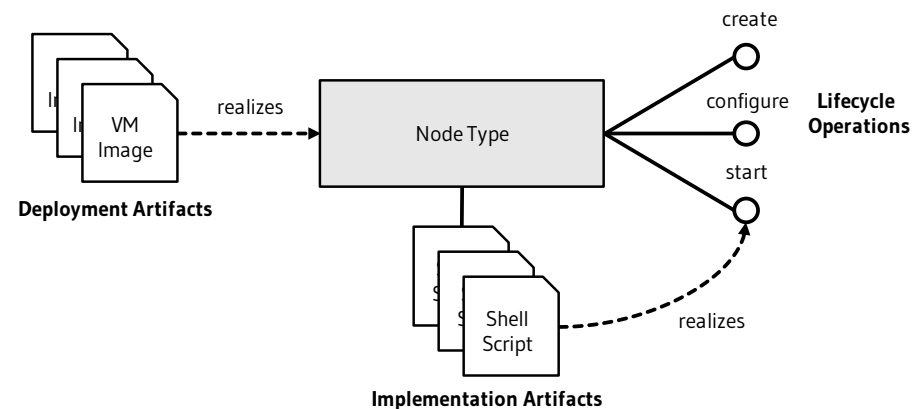 create
realizes
configure
Lifecycle
Operations
Node Type
VM
Image
start
Deployment Artifacts
Shell
Script
realizes
Implementation Artifacts